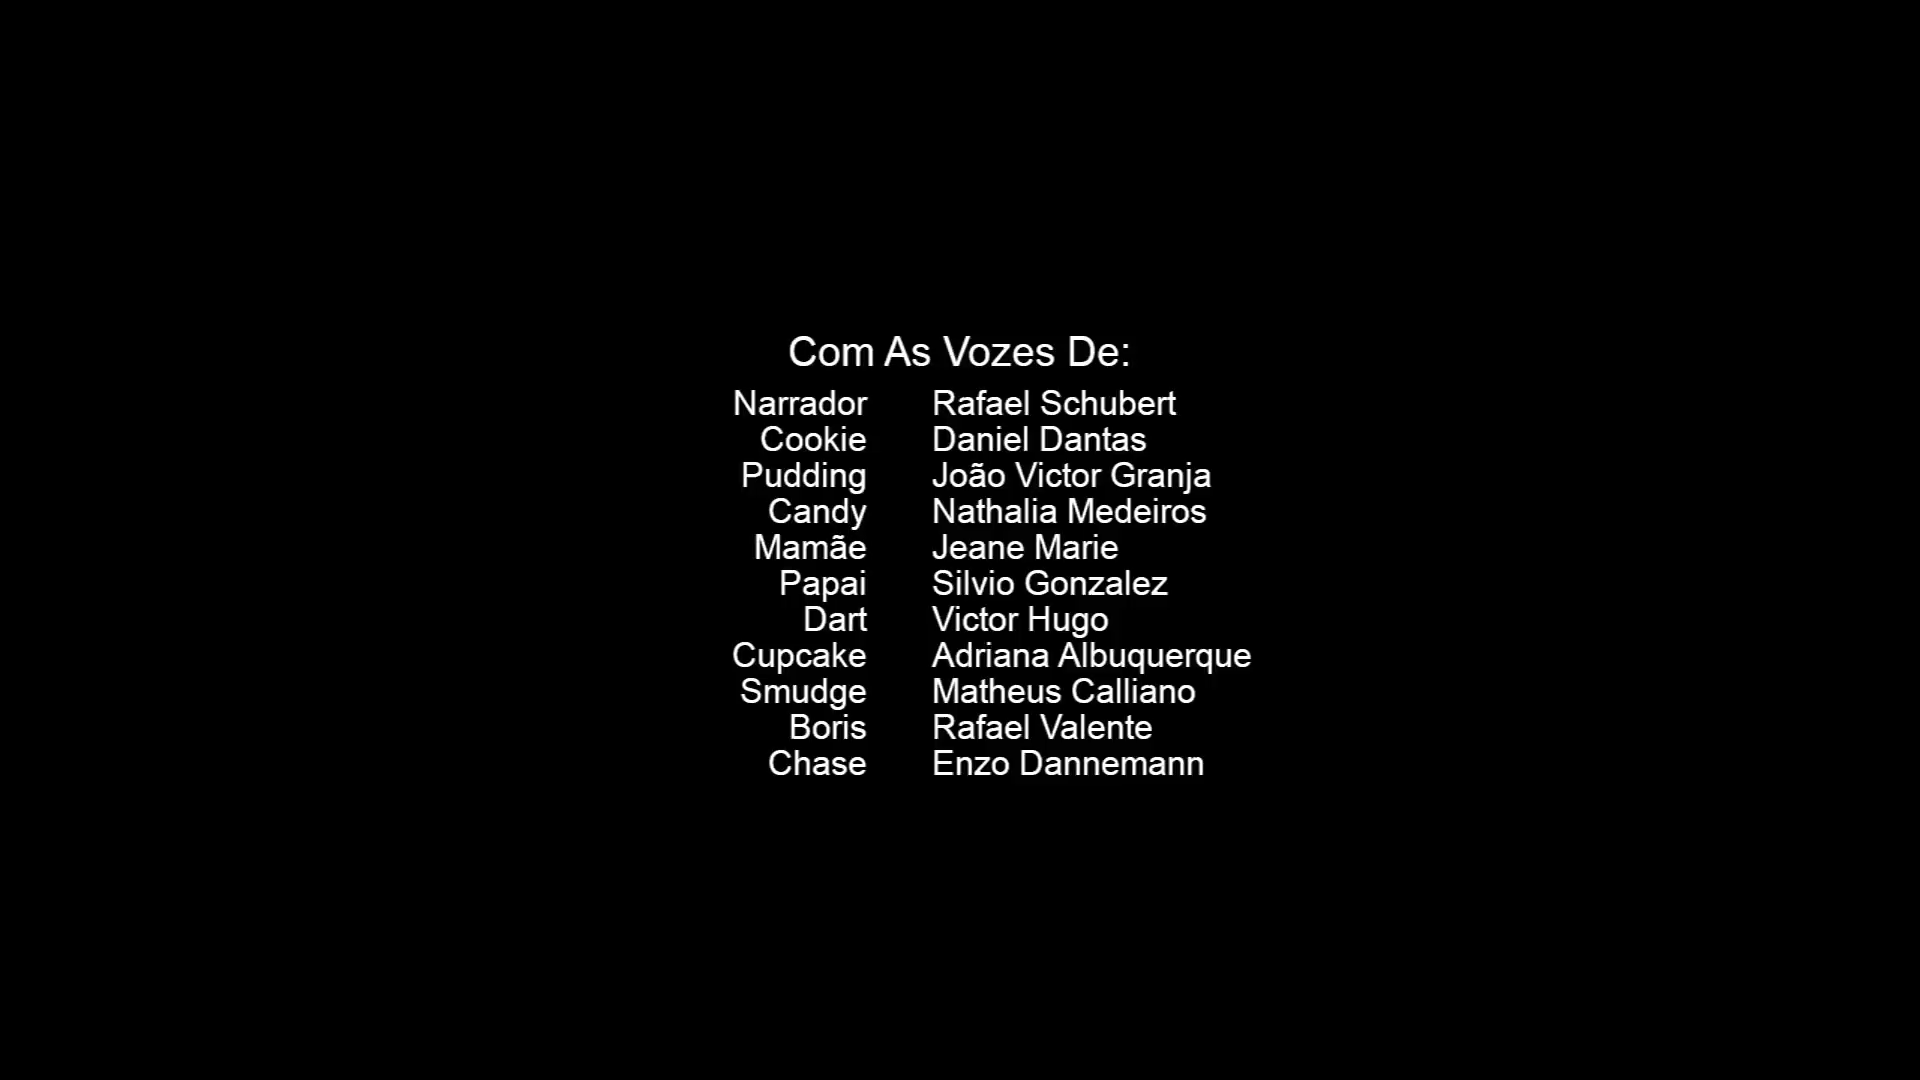 Com As Vozes De:
Narrador Rafael Schubert
Cookie Daniel Dantas
Pudding João Victor Granja
Candy Nathalia Medeiros
Mamãe Jeane Marie
Papai Silvio Gonzalez
Dart Victor Hugo
Cupcake Adriana Albuquerque
Smudge Matheus Calliano
Boris Rafael Valente
Chase Enzo Dannemann